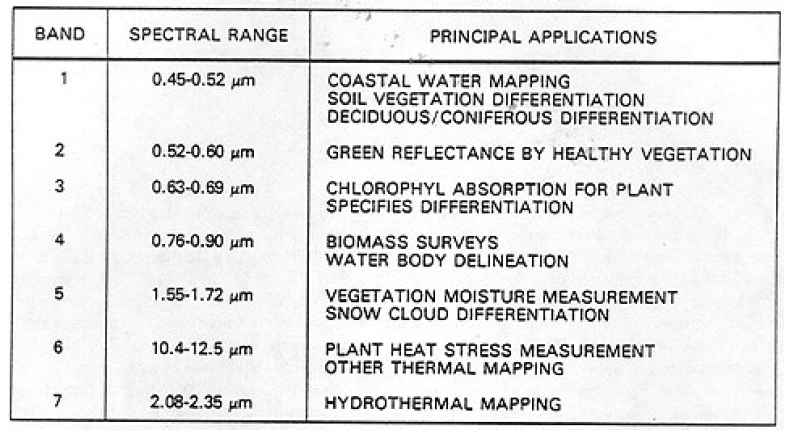 BAND SPECTRAL RANGE PRINCIPAL APPLICATIONS
1 0.45-0.52 µm COASTAL WATER MAPPING
SOIL VEGETATION DIFFERENTIATION
DECIDUOUS/CONIFEROUS DIFFERENTIATION
2 0.52-0.60 µm GREEN REFLECTANCE BY HEALTHY VEGETATION
3 0.63-0.69 µm CHLOROPHYL ABSORPTION FOR PLANT
SPECIFIES DIFFERENTIATION
4 0.76-0.90 µm BIOMASS SURVEYS
WATER BODY DELINEATION
5 1.55-1.72 µm VEGETATION MOISTURE MEASUREMENT
SNOW CLOUD DIFFERENTIATION
6 10.4-12.5 µm PLANT HEAT STRESS MEASUREMENT
OTHER THERMAL MAPPING
7 2.08-2.35 µm HYDROTHERMAL MAPPING